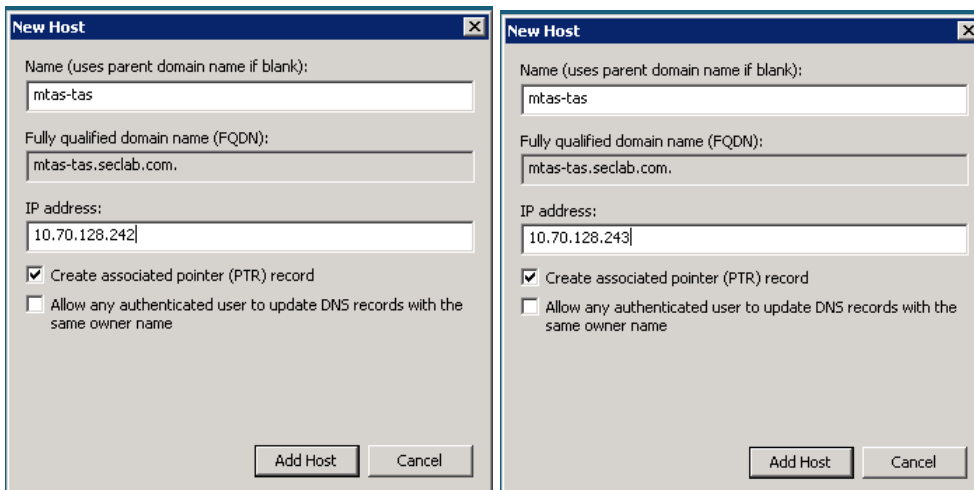 New Host
Name (uses parent domain name if blank):
mtas-tas
Fully qualified domain name (FQDN):
mtas-tas.seclab.com.
IP address:
10.70.128.242
Create associated pointer (PTR) record
Allow any authenticated user to update DNS records with the
same owner name
Add Host
Cancel
New Host
Name (uses parent domain name if blank):
mtas-tas
Fully qualified domain name (FQDN):
mtas-tas.seclab.com.
IP address:
10.70.128.243
Create associated pointer (PTR) record
Allow any authenticated user to update DNS records with the
same owner name
Add Host
Cancel